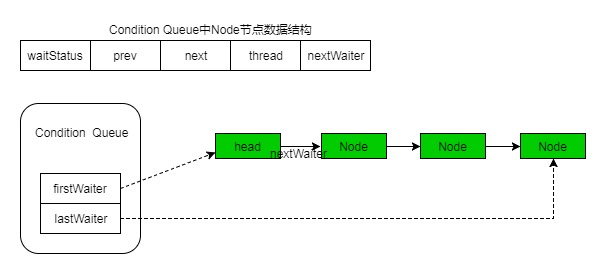 Condition Queue中Node节点数据结构
waitStatus prev next thread nextWaiter
Condition Queue
head nextWaiter Node Node Node
firstWaiter
lastWaiter